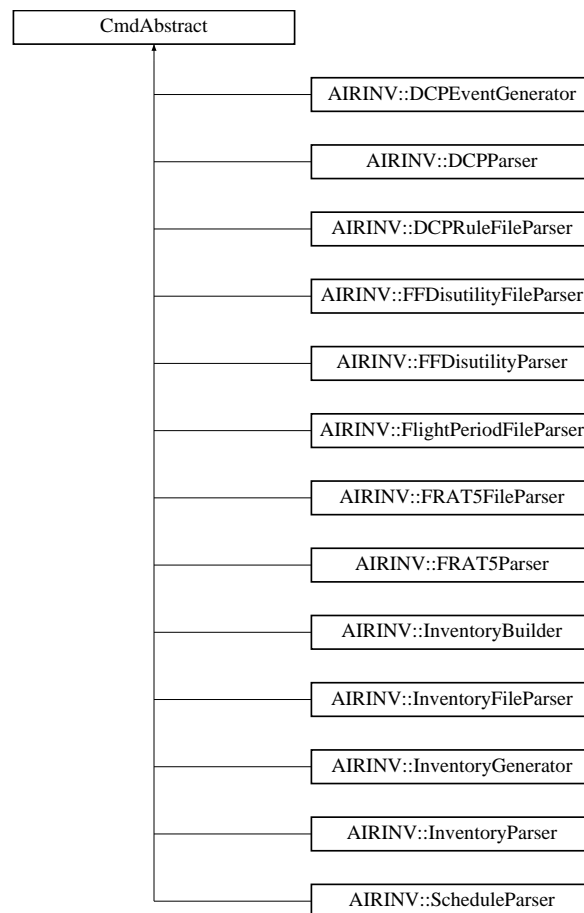 CmdAbstract
AIRINV::DCPEventGenerator
AIRINV::DCPParser
AIRINV::DCPRuleFileParser
AIRINV::FFDisutilityFileParser
AIRINV::FFDisutilityParser
AIRINV::FlightPeriodFileParser
AIRINV::FRAT5FileParser
AIRINV::FRAT5Parser
AIRINV::InventoryBuilder
AIRINV::InventoryFileParser
AIRINV::InventoryGenerator
AIRINV::InventoryParser
AIRINV::ScheduleParser